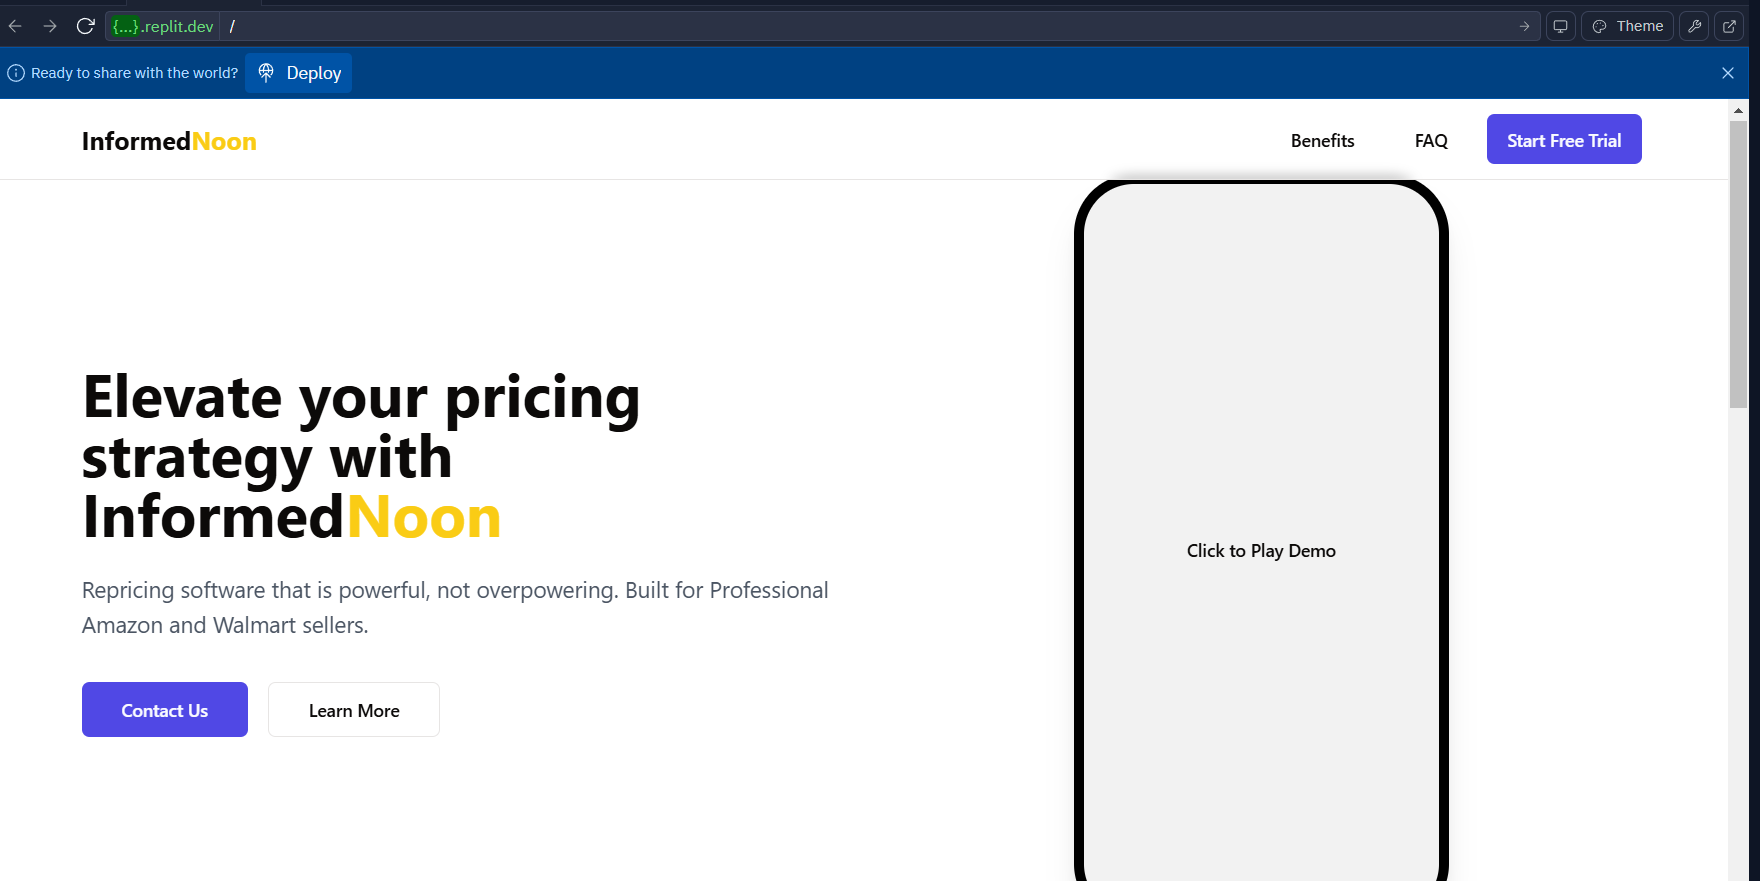 {...}.replit.dev /
Theme
Ready to share with the world? Deploy
InformedNoon
Benefits
FAQ
Start Free Trial
Elevate your pricing
strategy with
InformedNoon
Repricing software that is powerful, not overpowering. Built for Professional
Amazon and Walmart sellers.
Contact Us
Learn More
Click to Play Demo